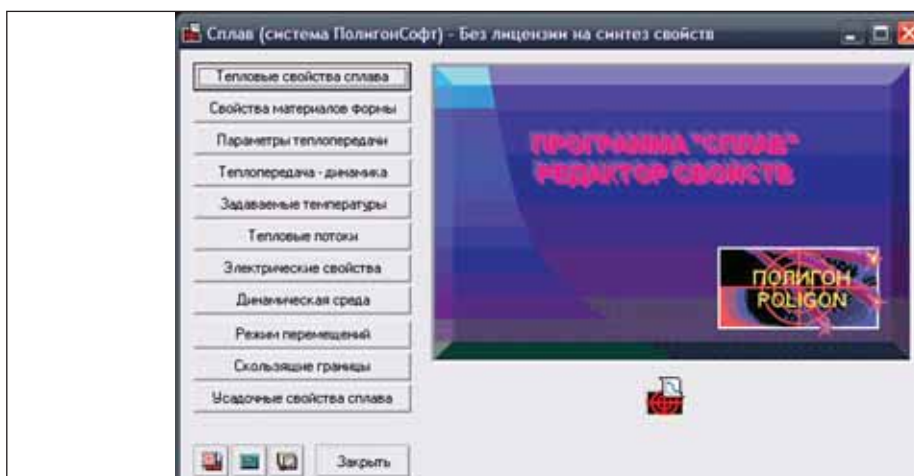 Сплав (система ПолигонСофт) - Без лицензии на синтез свойств
Тепловые свойства сплава
Свойства материалов формы
Параметры теплопередачи
Теплопередача - динамика
Задаваемые температуры
Тепловые потоки
Электрические свойства
Динамическая среда
Режим перемещений
Скользящие границы
Усадочные свойства сплава
Закрыть
ПРОГРАММА "СПЛАВ"
РЕДАКТОР СВОЙСТВ
ПОЛИГОН
POLIGON